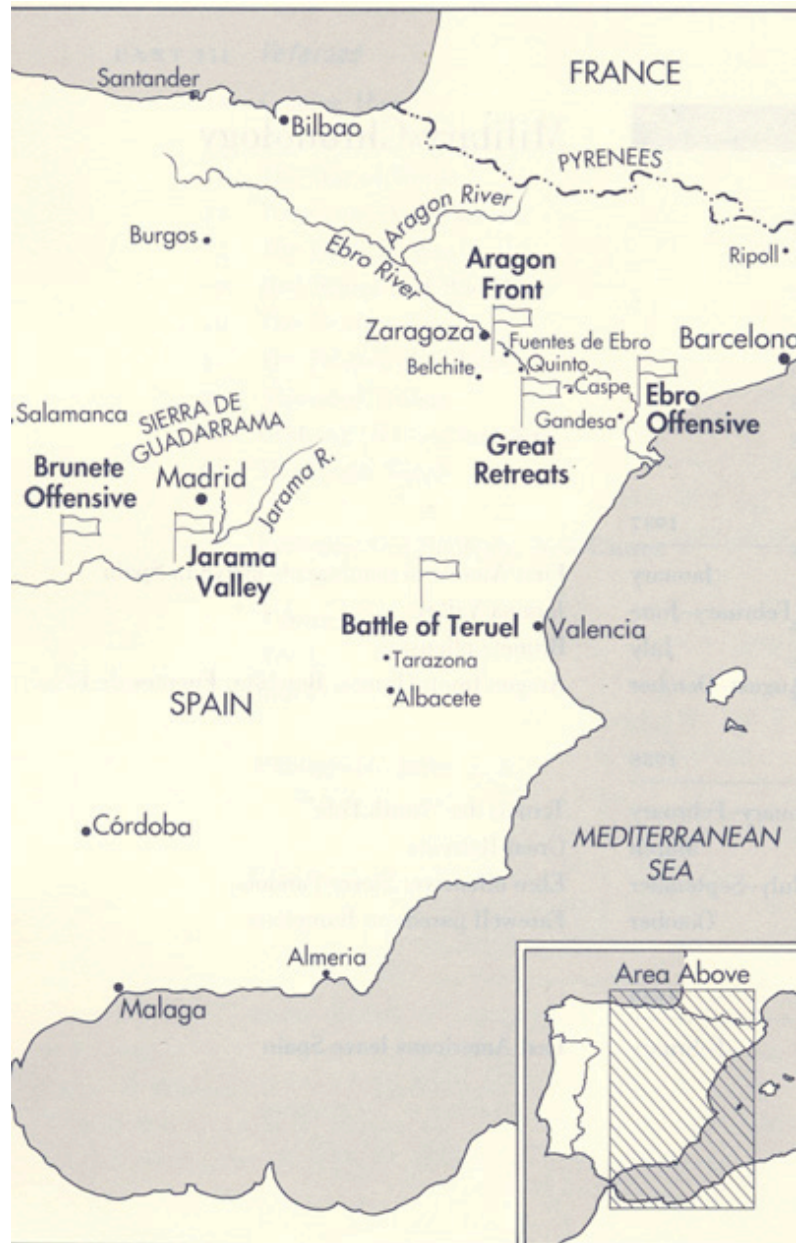 Santander
FRANCE
Bilbao
PYRENEES
Aragon River
Burgos
Ebro River
Ripoll
Aragon
Front
Zaragoza
Fuentes de Ebro
Barcelona
Belchite
Quinto
Caspe
Ebro
Offensive
Salamanca
SIERRA DE
GUADARRAMA
Gandesa
Great
Retreats
Brunete
Offensive
Madrid
Jarama R.
Jarama
Valley
Battle of Teruel
Valencia
Tarazona
Albacete
SPAIN
Córdoba
MEDITERRANEAN
SEA
Almeria
Malaga
Area Above